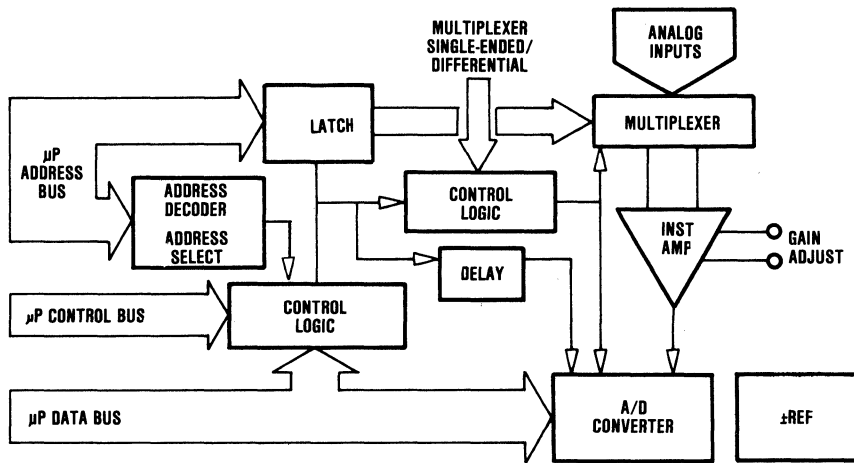 MULTIPLEXER
SINGLE-ENDED/
DIFFERENTIAL
ANALOG
INPUTS
LATCH
MULTIPLEXER
µP
ADDRESS
BUS
ADDRESS
DECODER
ADDRESS
SELECT
CONTROL
LOGIC
INST
AMP
GAIN
ADJUST
DELAY
µP CONTROL BUS
CONTROL
LOGIC
µP DATA BUS
A/D
CONVERTER
±REF